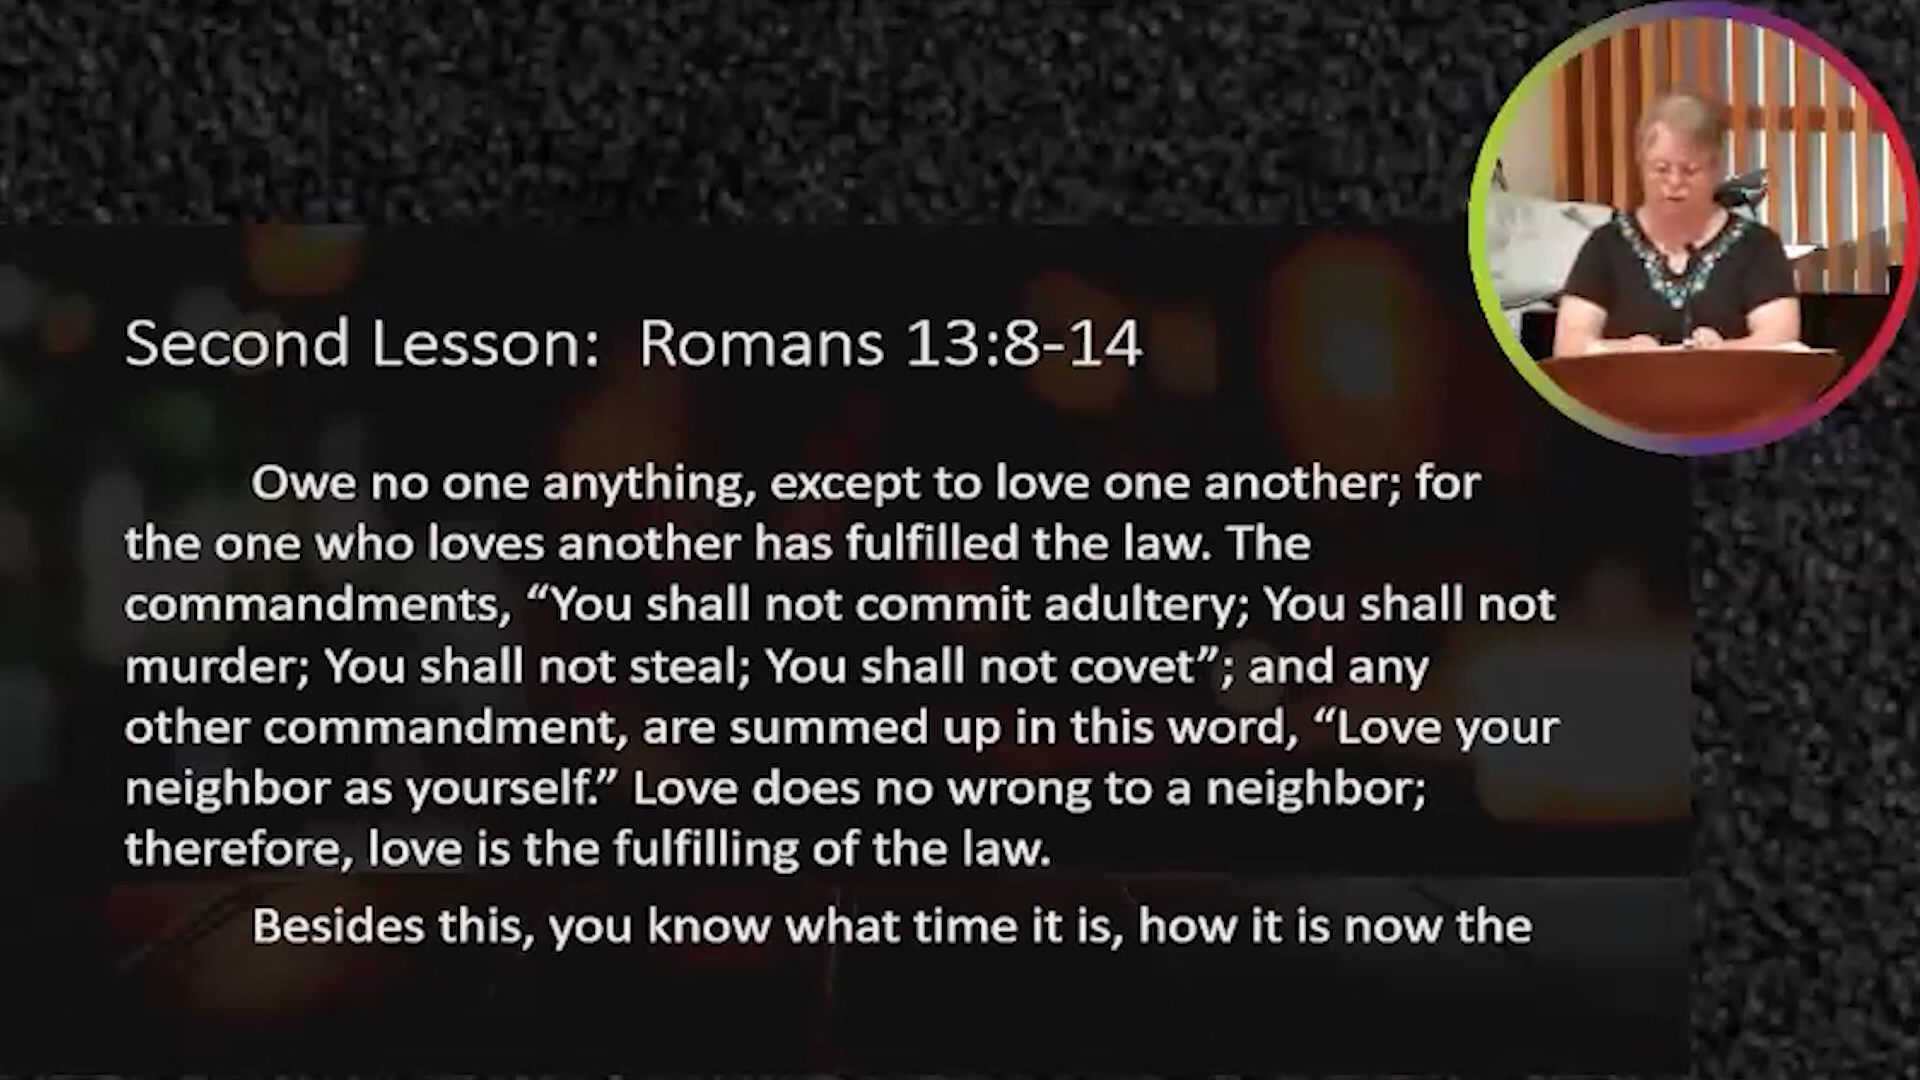 Second Lesson: Romans 13:8-14
Owe no one anything, except to love one another; for
the one who loves another has fulfilled the law. The
commandments, “You shall not commit adultery; You shall not
murder; You shall not steal; You shall not covet”; and any
other commandment, are summed up in this word, “Love your
neighbor as yourself.” Love does no wrong to a neighbor;
therefore, love is the fulfilling of the law.
Besides this, you know what time it is, how it is now the